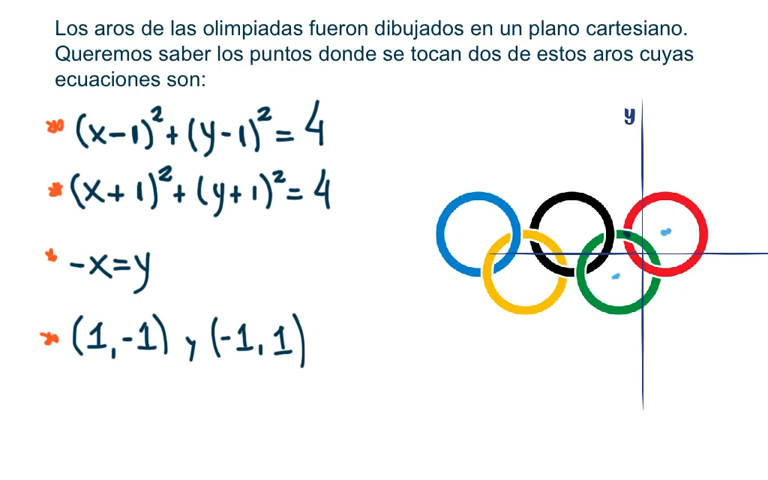 Los aros de las olimpiadas fueron dibujados en un plano cartesiano.
Queremos saber los puntos donde se tocan dos de estos aros cuyas
ecuaciones son:
(x-1)²+(y-1)²=4
(x+1)²+(y+1)²=4
-x=y
(1,-1) y (-1,1)
y